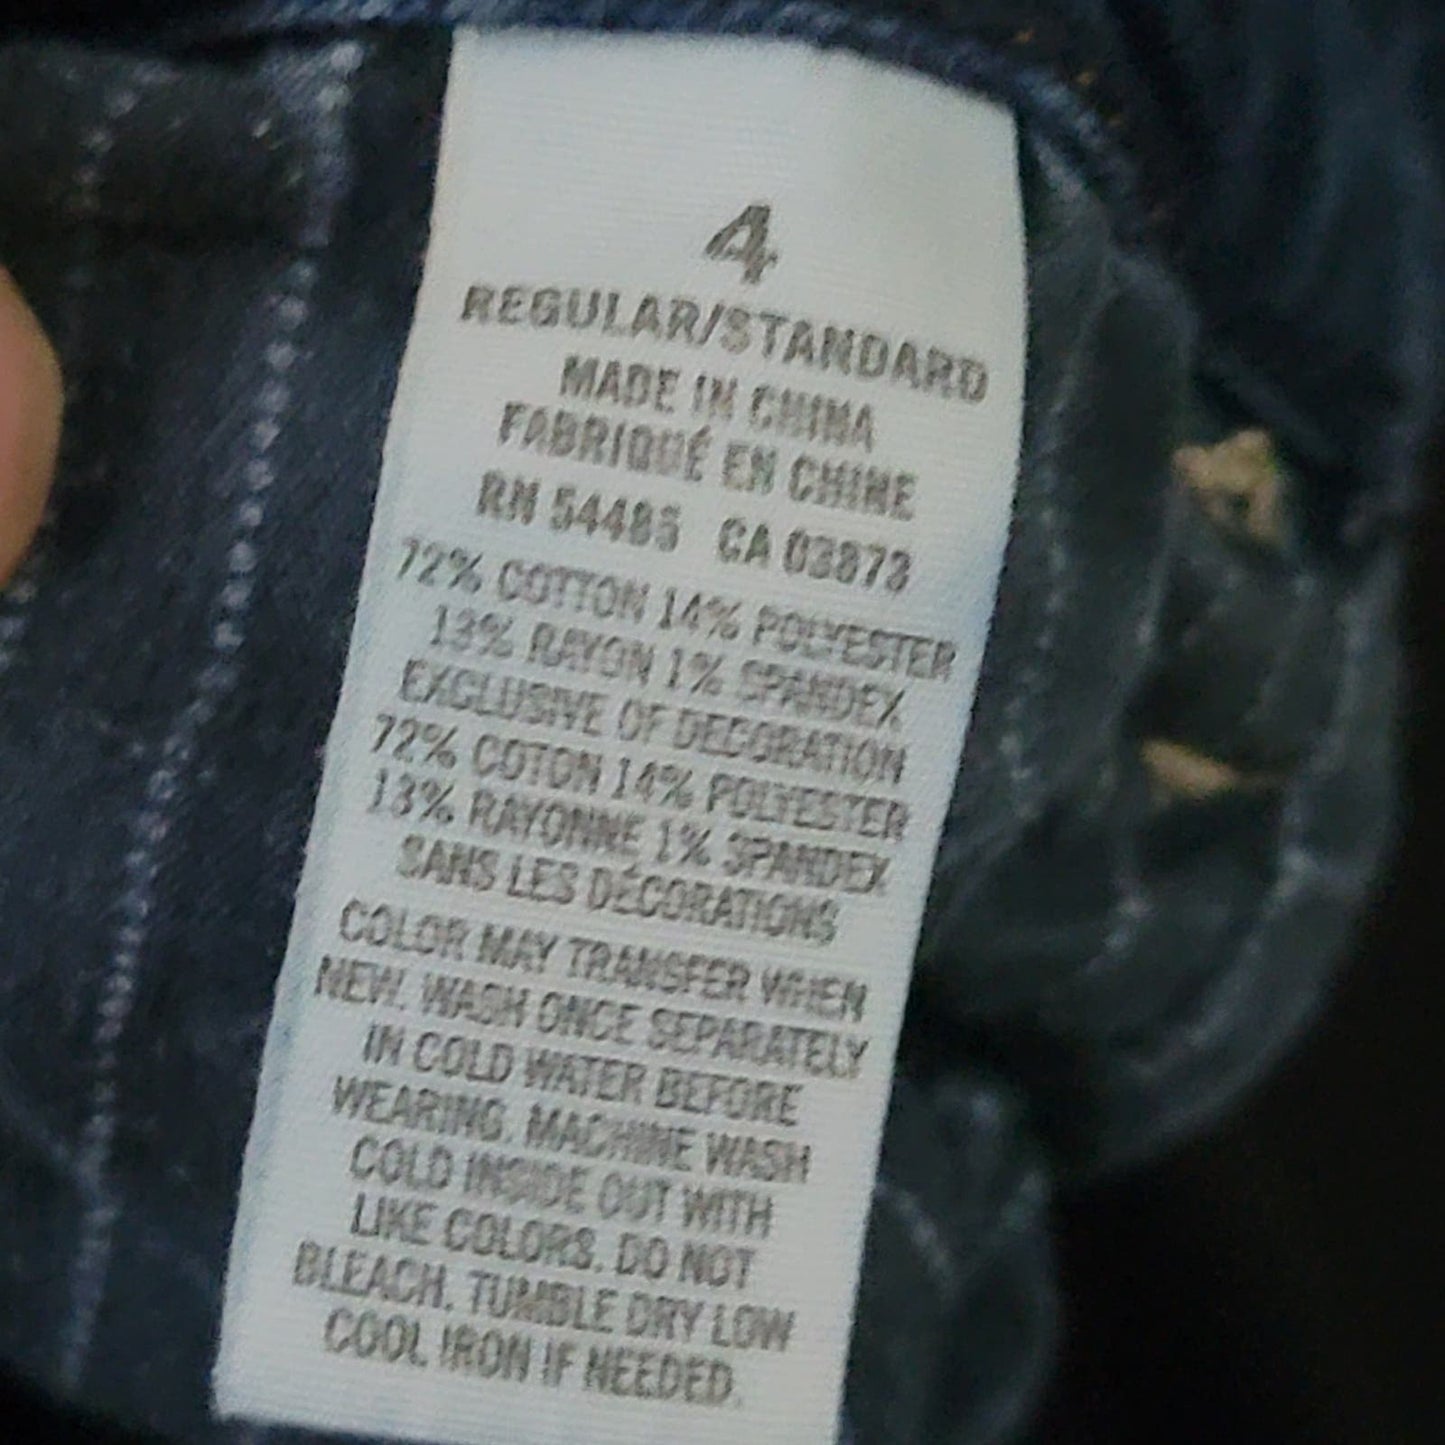 4
REGULAR/STANDARD
MADE IN CHINA
FABRIQUÉ EN CHINE
RN 54485 CA 03873
72% COTTON 14% POLYESTER
13% RAYON 1% SPANDEX
EXCLUSIVE OF DECORATION
72% COTON 14% POLYESTER
13% RAYONNE 1% SPANDEX
SANS LES DÉCORATIONS
COLOR MAY TRANSFER WHEN
NEW. WASH ONCE SEPARATELY
IN COLD WATER BEFORE
WEARING. MACHINE WASH
COLD INSIDE OUT WITH
LIKE COLORS. DO NOT
BLEACH. TUMBLE DRY LOW
COOL IRON IF NEEDED.